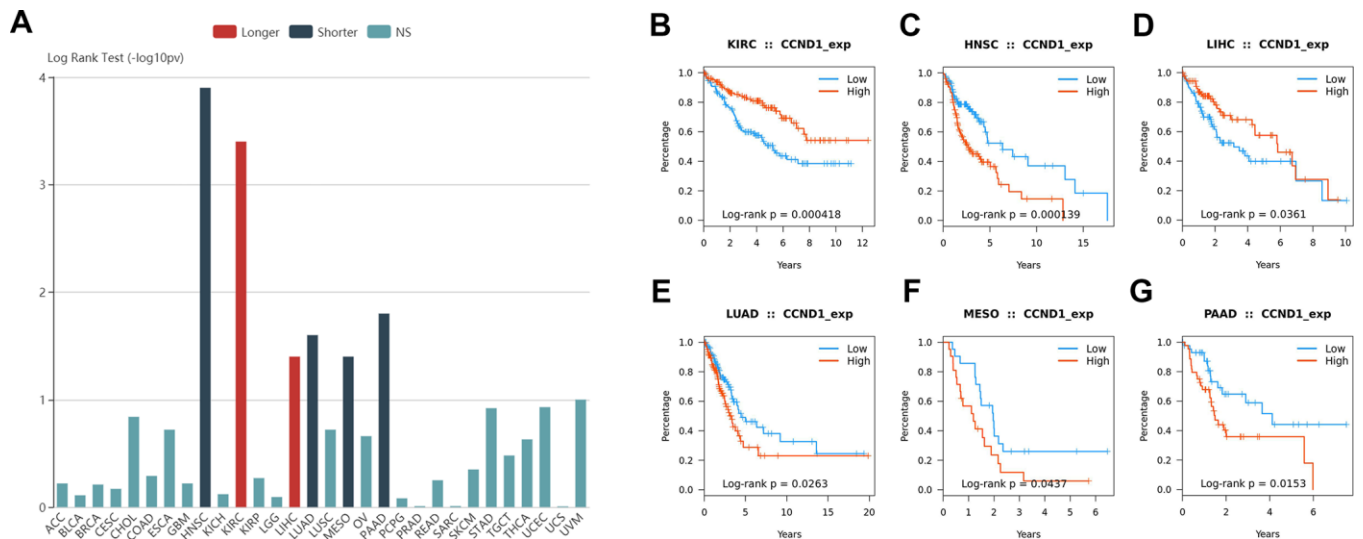 A
Longer Shorter NS
Log Rank Test (-log10pv)
4
3
2
1
0
ACC BLCA BRCA CESC CHOL COAD ESCA GBM HNSC KICH KIRC KIRP LGG LIHC LUAD LUSC MESO OV PAAD PCPG PRAD READ SARC SKCM STAD TGCT THCA UCEC UCS UVM
B
KIRC :: CCND1_exp
Low
High
Percentage
1.0
0.8
0.6
0.4
0.2
0.0
Log-rank p = 0.000418
0 2 4 6 8 10 12
Years
C
HNSC :: CCND1_exp
Low
High
Percentage
1.0
0.8
0.6
0.4
0.2
0.0
Log-rank p = 0.000139
0 5 10 15
Years
D
LIHC :: CCND1_exp
Low
High
Percentage
1.0
0.8
0.6
0.4
0.2
0.0
Log-rank p = 0.0361
0 2 4 6 8 10
Years
E
LUAD :: CCND1_exp
Low
High
Percentage
1.0
0.8
0.6
0.4
0.2
0.0
Log-rank p = 0.0263
0 5 10 15 20
Years
F
MESO :: CCND1_exp
Low
High
Percentage
1.0
0.8
0.6
0.4
0.2
0.0
Log-rank p = 0.0437
0 1 2 3 4 5 6
Years
G
PAAD :: CCND1_exp
Low
High
Percentage
1.0
0.8
0.6
0.4
0.2
0.0
Log-rank p = 0.0153
0 2 4 6
Years